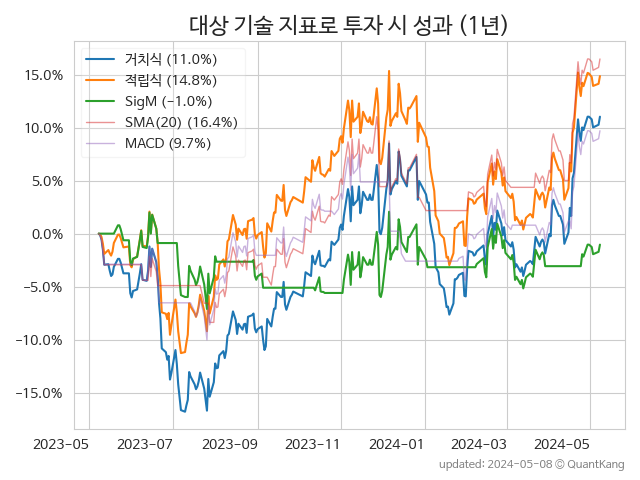 대상 기술 지표로 투자 시 성과 (1년)
거치식 (11.0%)
적립식 (14.8%)
SigM (−1.0%)
SMA(20) (16.4%)
MACD (9.7%)
15.0%
10.0%
5.0%
0.0%
−5.0%
−10.0%
−15.0%
2023-05 2023-07 2023-09 2023-11 2024-01 2024-03 2024-05
updated: 2024-05-08 © QuantKang